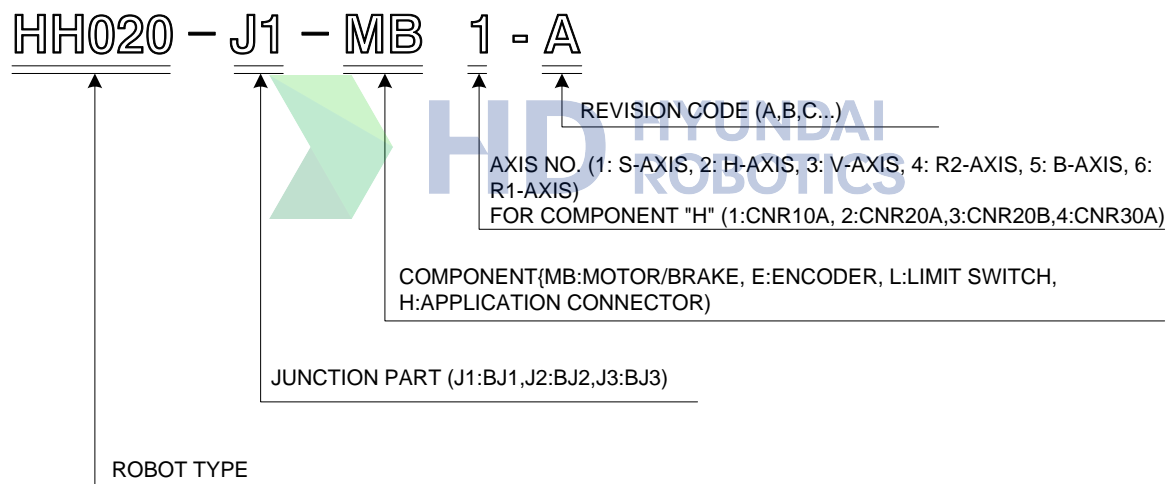 HH020 - J1 - MB 1 - A
HD HYUNDAI
ROBOTICS
REVISION CODE (A,B,C...)
AXIS NO. (1: S-AXIS, 2: H-AXIS, 3: V-AXIS, 4: R2-AXIS, 5: B-AXIS, 6:
R1-AXIS)
FOR COMPONENT "H" (1:CNR10A, 2:CNR20A,3:CNR20B,4:CNR30A)
COMPONENT{MB:MOTOR/BRAKE, E:ENCODER, L:LIMIT SWITCH,
H:APPLICATION CONNECTOR)
JUNCTION PART (J1:BJ1,J2:BJ2,J3:BJ3)
ROBOT TYPE